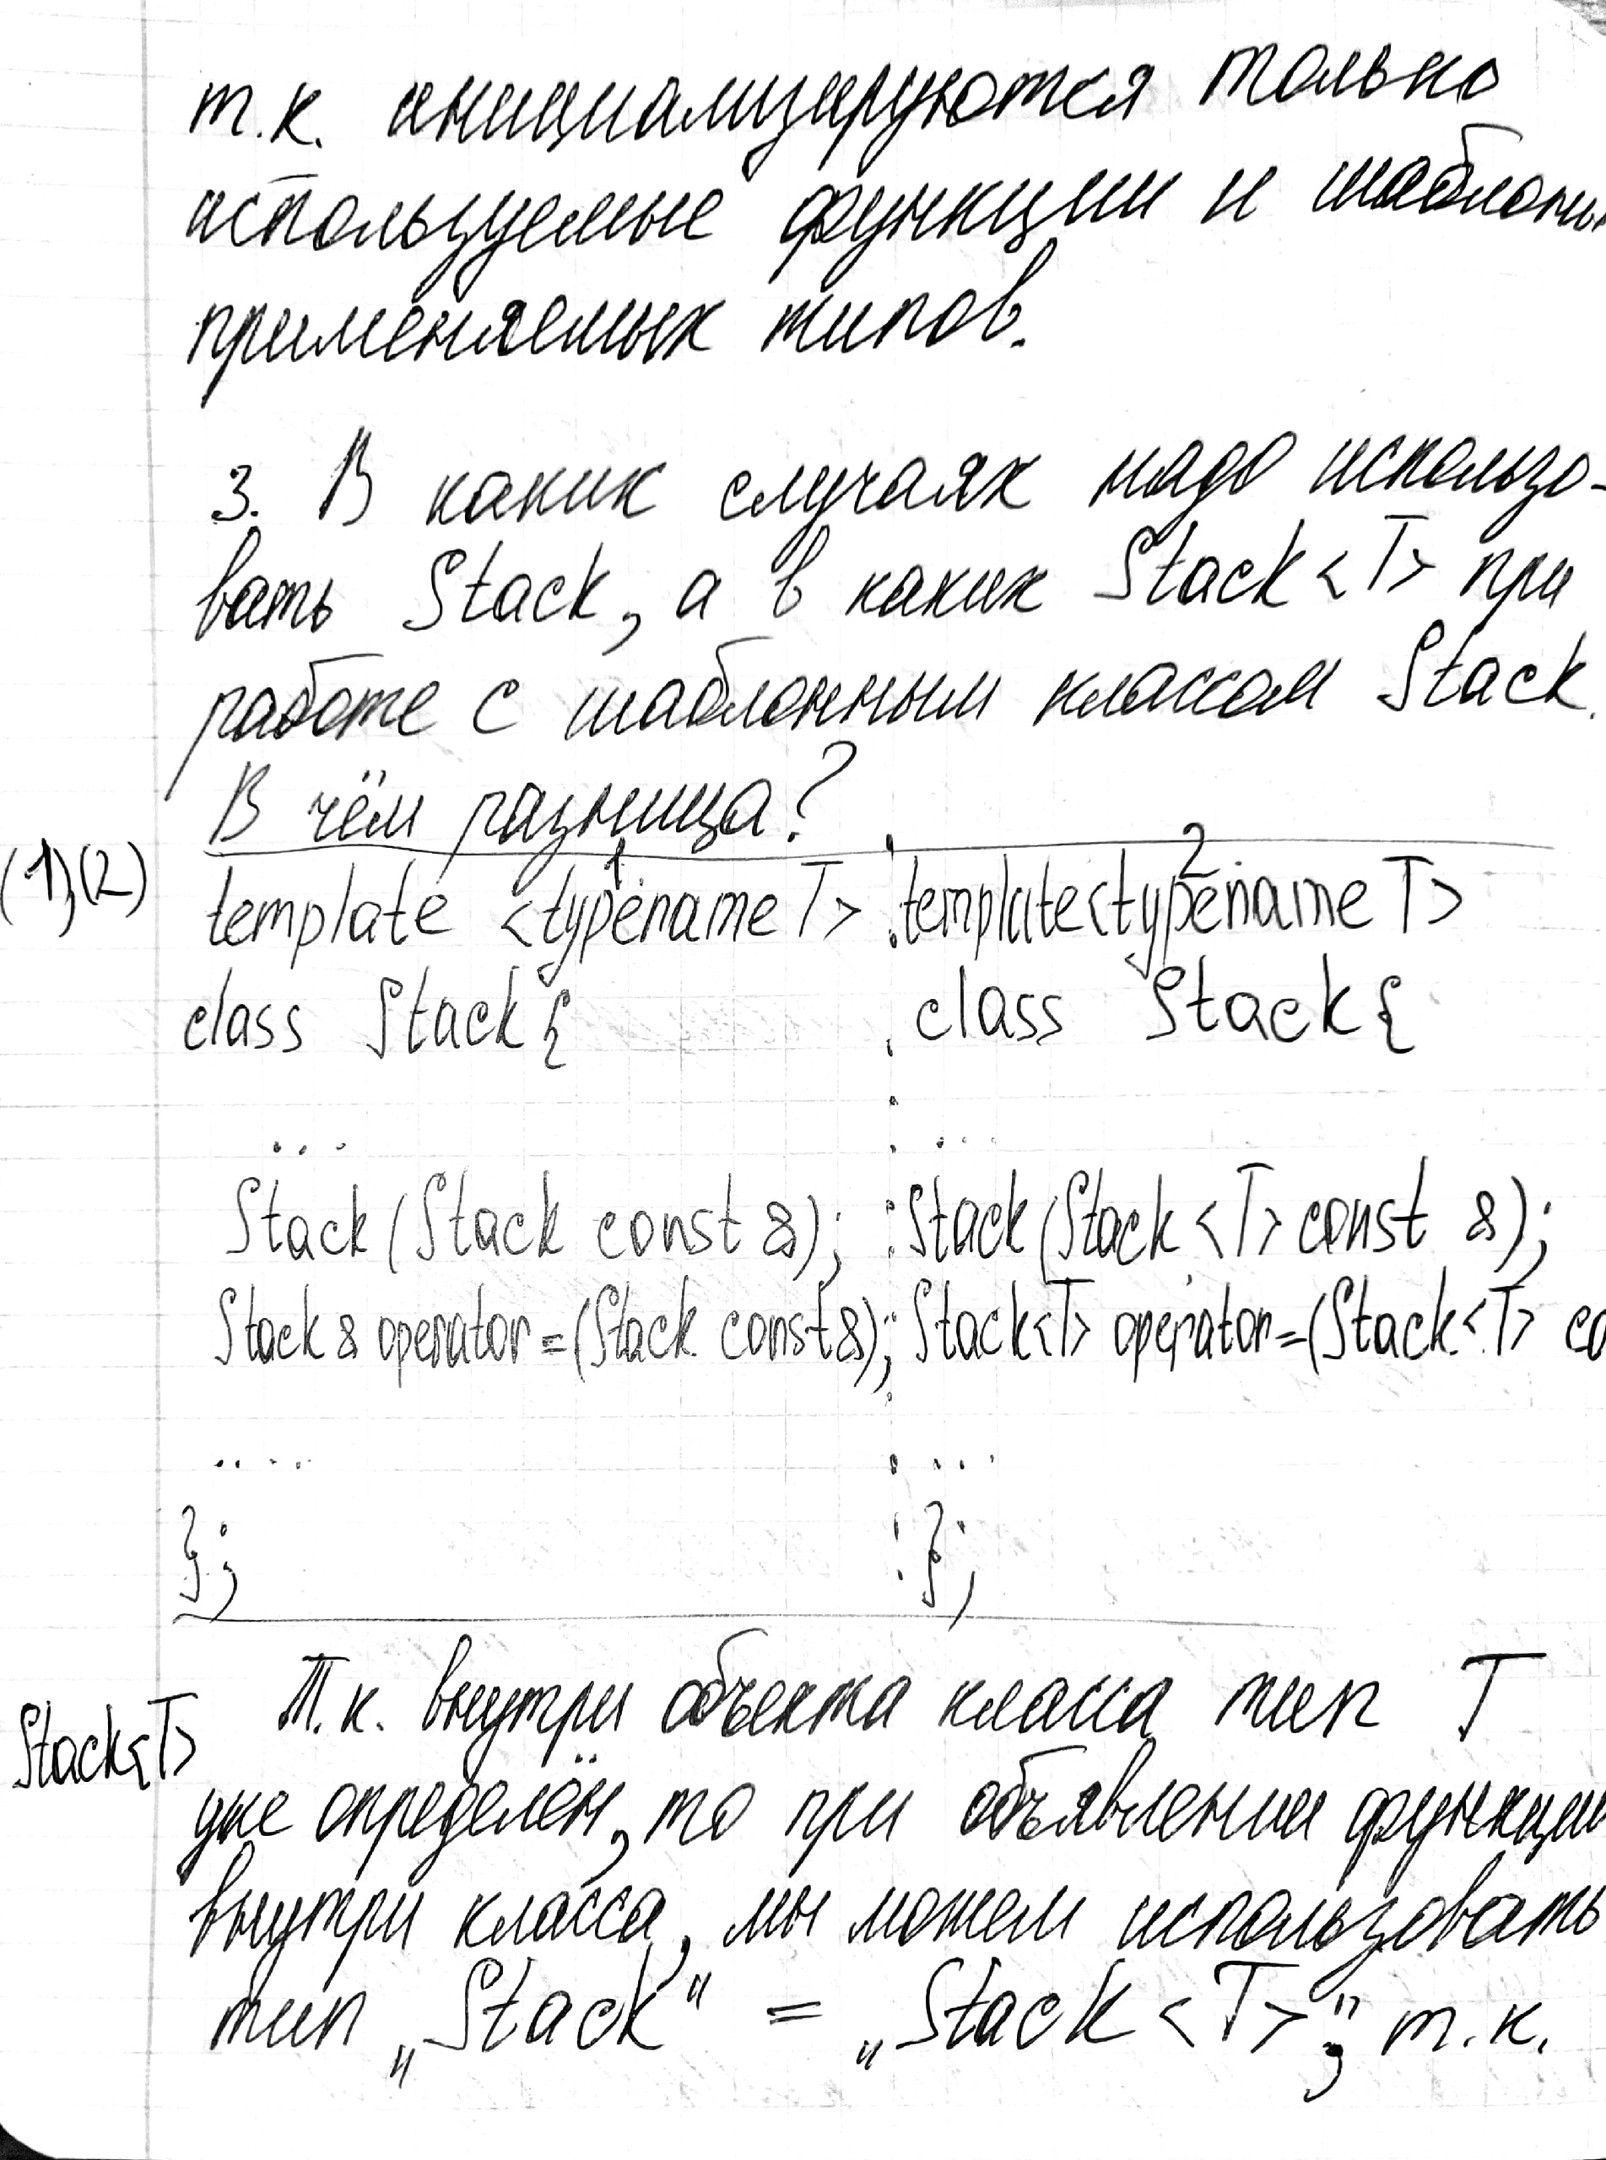 т.к. инициализируются только
используемые функции и шаблоны
применяемых типов.
3. В каких случаях надо использо-
вать Stack, а в каких Stack<T> при
работе с шаблонным классом Stack.
В чём разница?
(1),(2)
1
2
template <typename T>
template<typename T>
class Stack{
class Stack{
...
...
Stack(Stack const &);
Stack(Stack<T> const &);
Stack & operator=(Stack const&);
Stack<T> operator=(Stack<T> co
....
....
};
};
Т.к. внутри объекта класса тип T
Stack<T>
уже определён, то при объявлении функции
внутри класса, мы можем использовать
тип „Stack“ = „Stack<T>“, т.к.